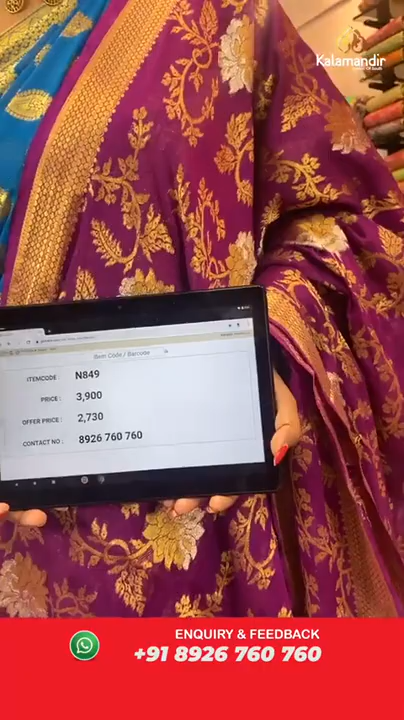 Kalamandir
Item Code / Barcode
ITEMCODE : N849
PRICE : 3,900
OFFER PRICE : 2,730
CONTACT NO : 8926 760 760
ENQUIRY & FEEDBACK
+91 8926 760 760